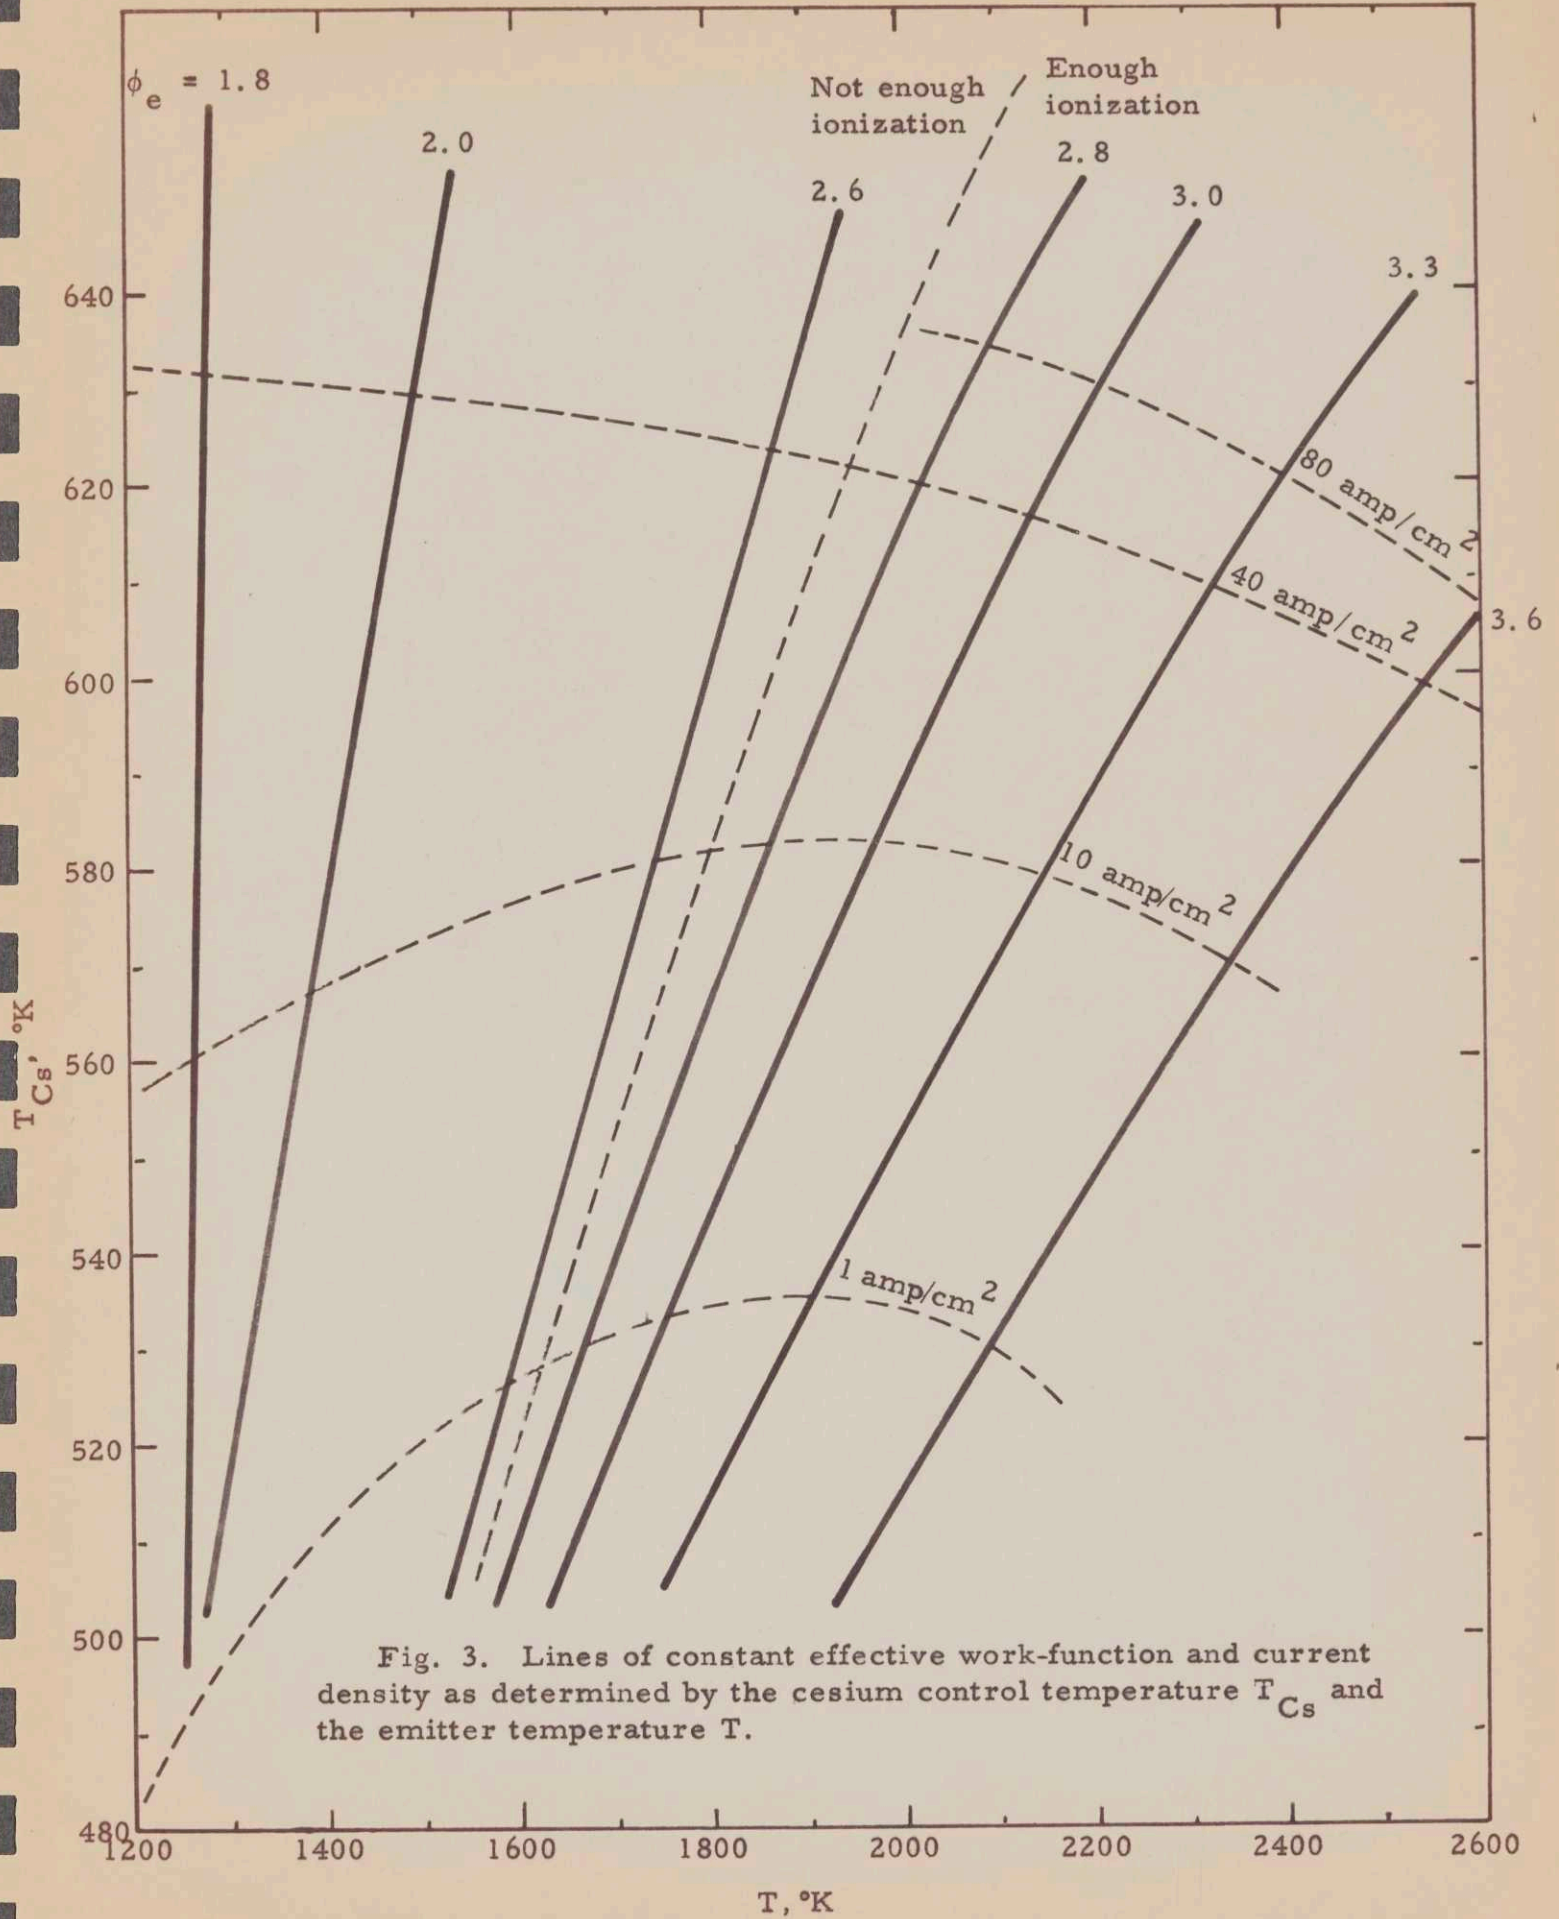 ϕe = 1.8
2.0
2.6
Not enough
ionization
Enough
ionization
2.8
3.0
3.3
3.6
80 amp/cm²
40 amp/cm²
10 amp/cm²
1 amp/cm²
640
620
600
580
560
540
520
500
480
TCs, °K
1200 1400 1600 1800 2000 2200 2400 2600
T, °K
Fig. 3. Lines of constant effective work-function and current
density as determined by the cesium control temperature TCs and
the emitter temperature T.